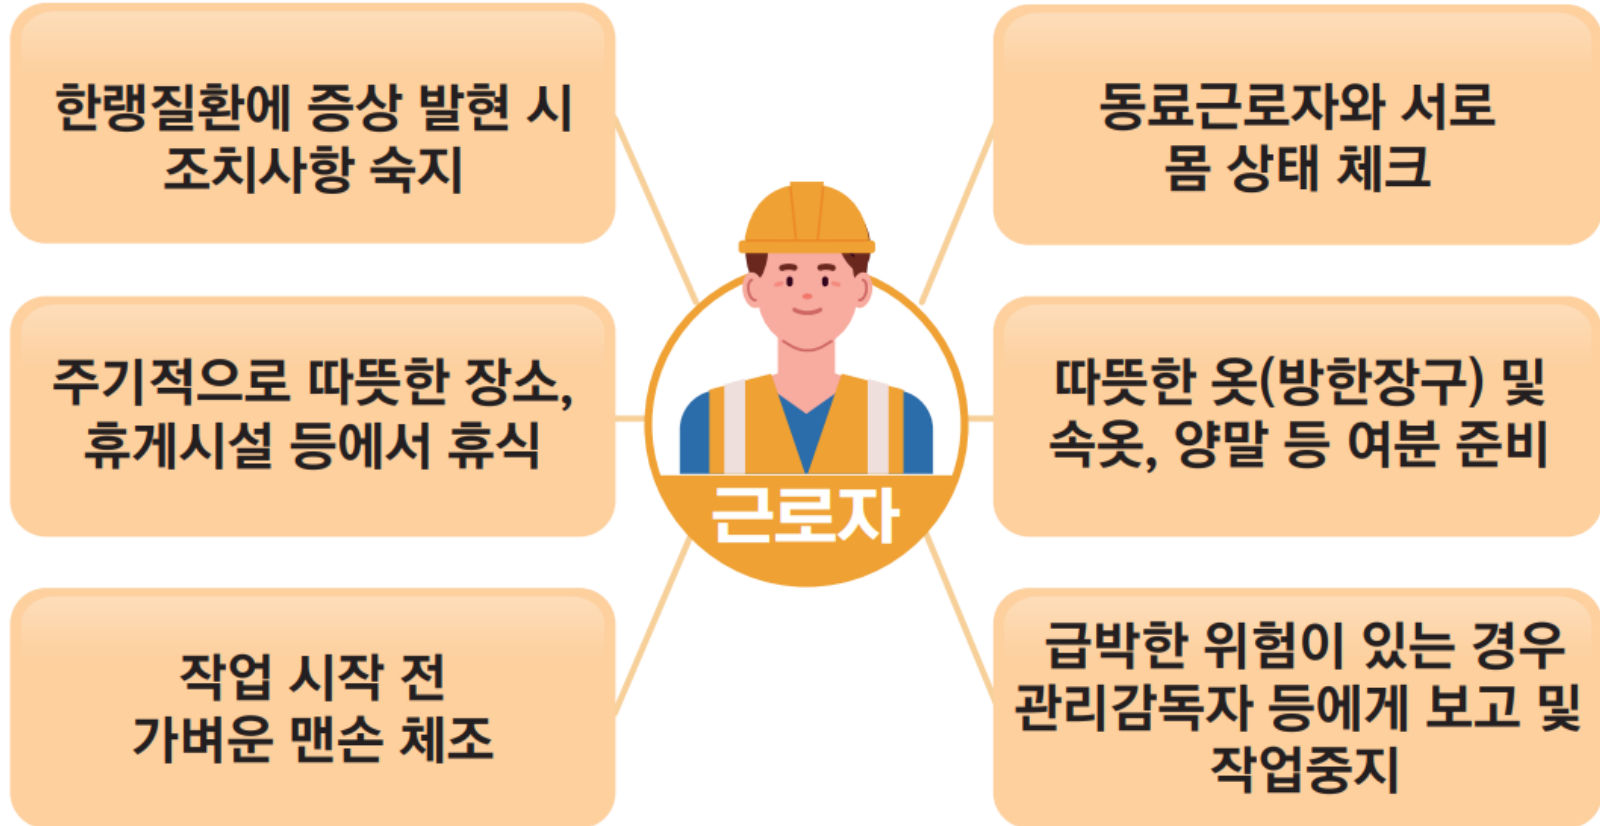 한랭질환에 증상 발현 시
조치사항 숙지
주기적으로 따뜻한 장소,
휴게시설 등에서 휴식
작업 시작 전
가벼운 맨손 체조
근로자
동료근로자와 서로
몸 상태 체크
따뜻한 옷(방한장구) 및
속옷, 양말 등 여분 준비
급박한 위험이 있는 경우
관리감독자 등에게 보고 및
작업중지